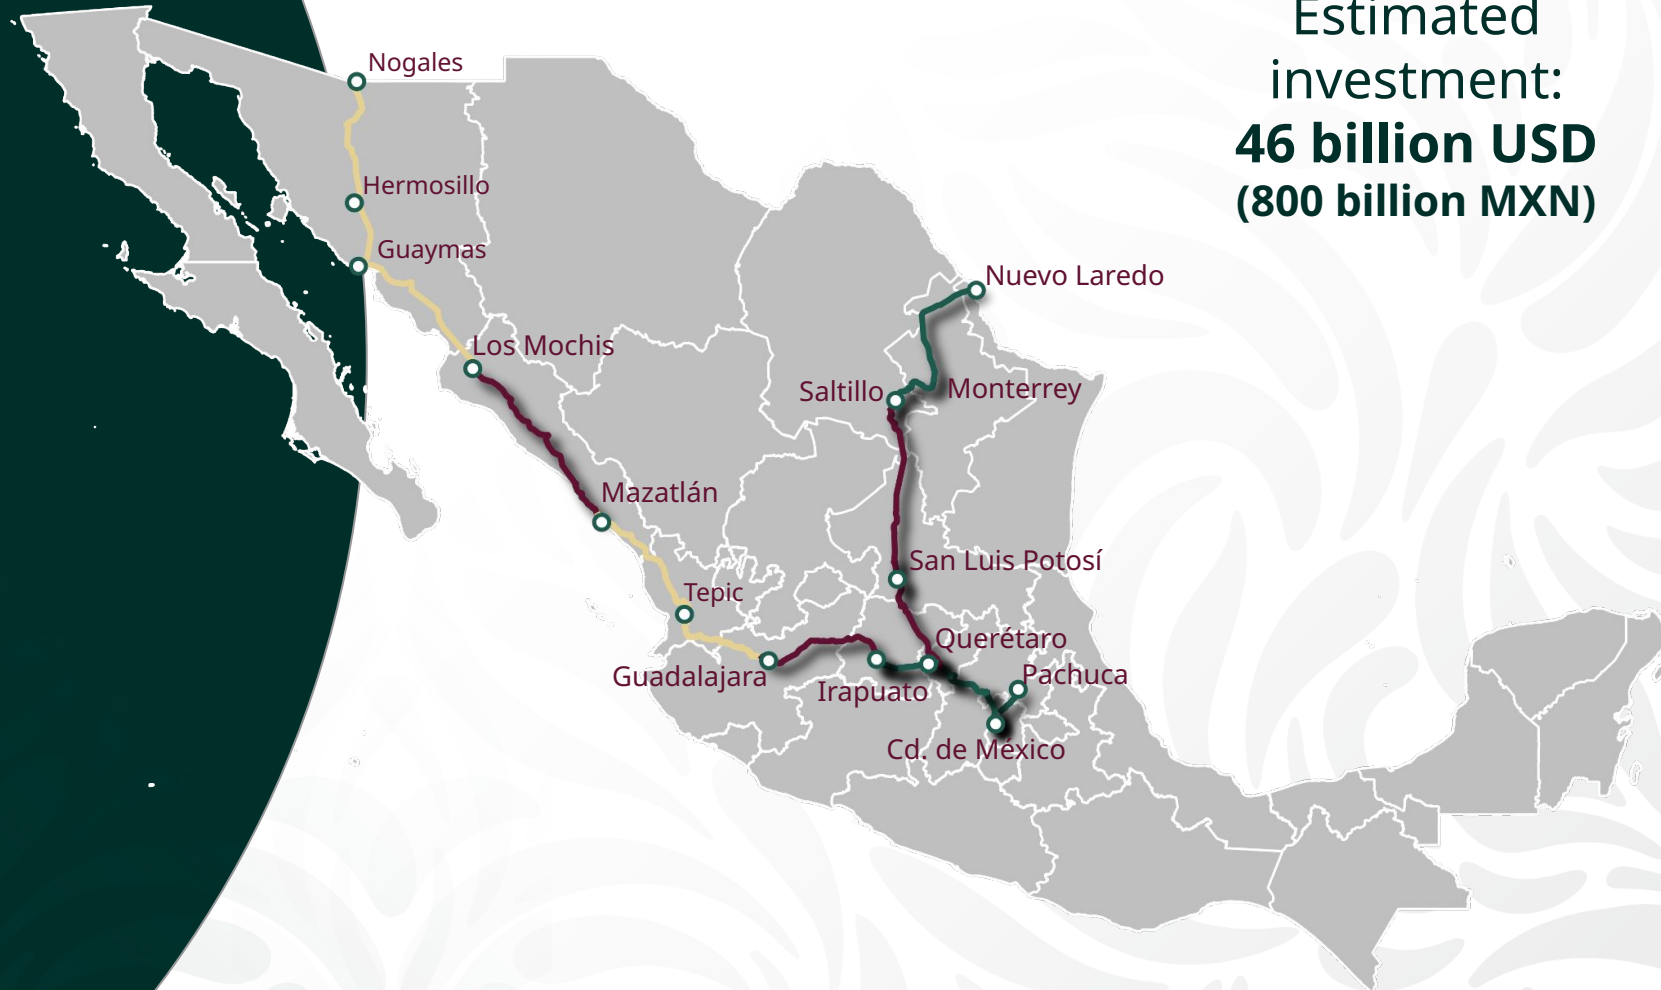 Estimated
investment:
46 billion USD
(800 billion MXN)
Nogales
Hermosillo
Guaymas
Nuevo Laredo
Los Mochis
Saltillo
Monterrey
Mazatlán
San Luis Potosí
Tepic
Querétaro
Guadalajara
Pachuca
Irapuato
Cd. de México